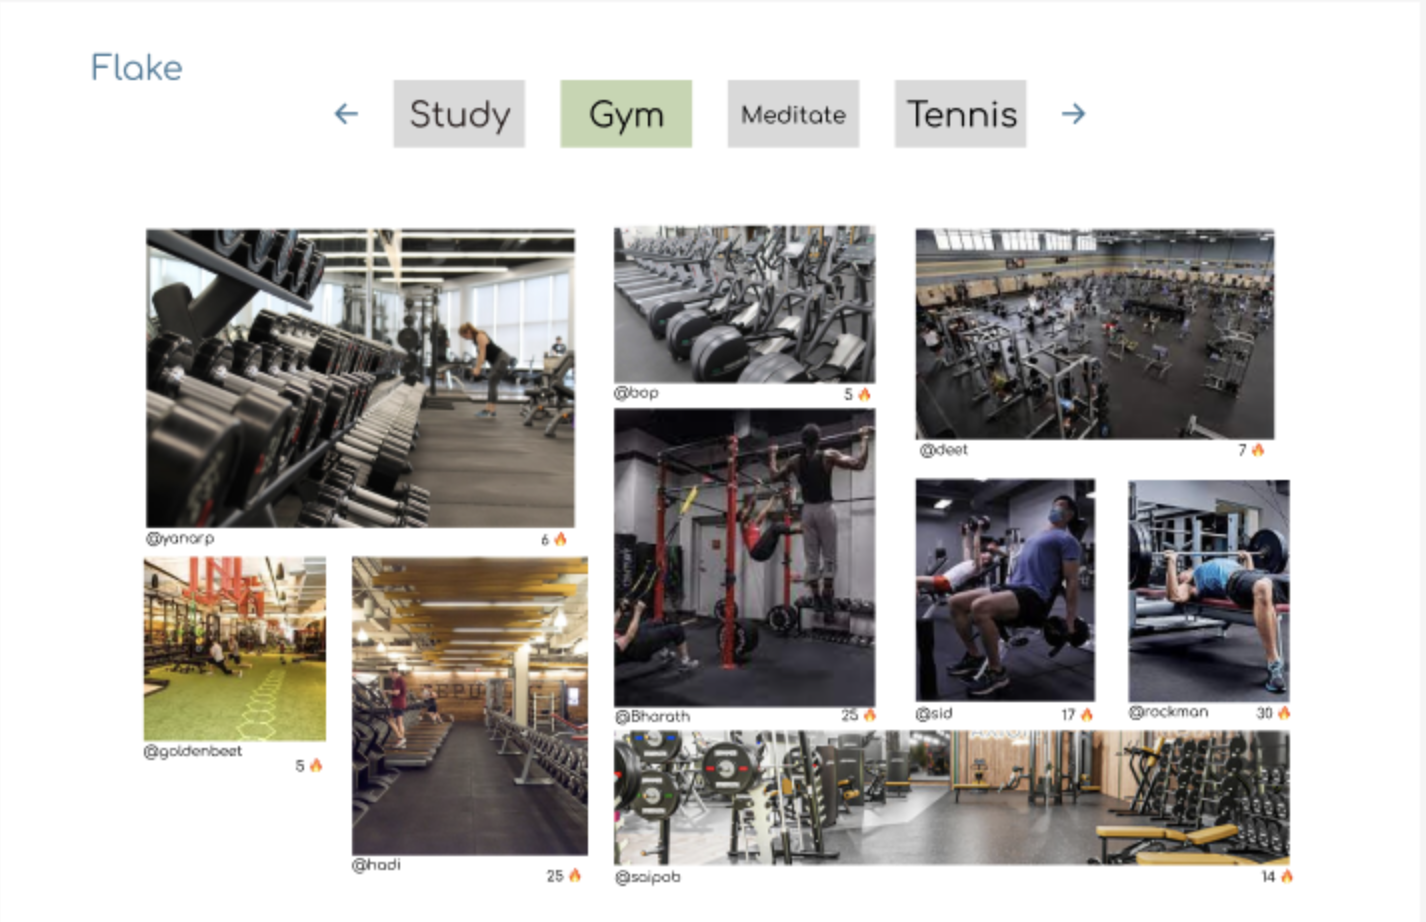 Flake
← Study Gym Meditate Tennis →
@yanarp 6 🔥
@bop 5 🔥
@deet 7 🔥
@goldenbeet 5 🔥
@hadi 25 🔥
@Bharath 25 🔥
@sid 17 🔥
@rockman 30 🔥
@saipab 14 🔥